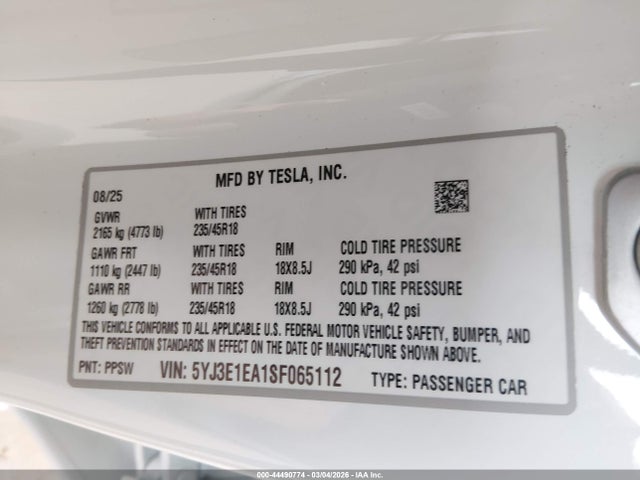 MFD BY TESLA, INC.
08/25
GVWR WITH TIRES
2165 kg (4773 lb) 235/45R18
GAWR FRT WITH TIRES RIM COLD TIRE PRESSURE
1110 kg (2447 lb) 235/45R18 18X8.5J 290 kPa, 42 psi
GAWR RR WITH TIRES RIM COLD TIRE PRESSURE
1260 kg (2778 lb) 235/45R18 18X8.5J 290 kPa, 42 psi
THIS VEHICLE CONFORMS TO ALL APPLICABLE U.S. FEDERAL MOTOR VEHICLE SAFETY, BUMPER, AND
THEFT PREVENTION STANDARDS IN EFFECT ON THE DATE OF MANUFACTURE SHOWN ABOVE.
PNT: PPSW VIN: 5YJ3E1EA1SF065112 TYPE: PASSENGER CAR
000-44490774 - 03/04/2026 - IAA Inc.